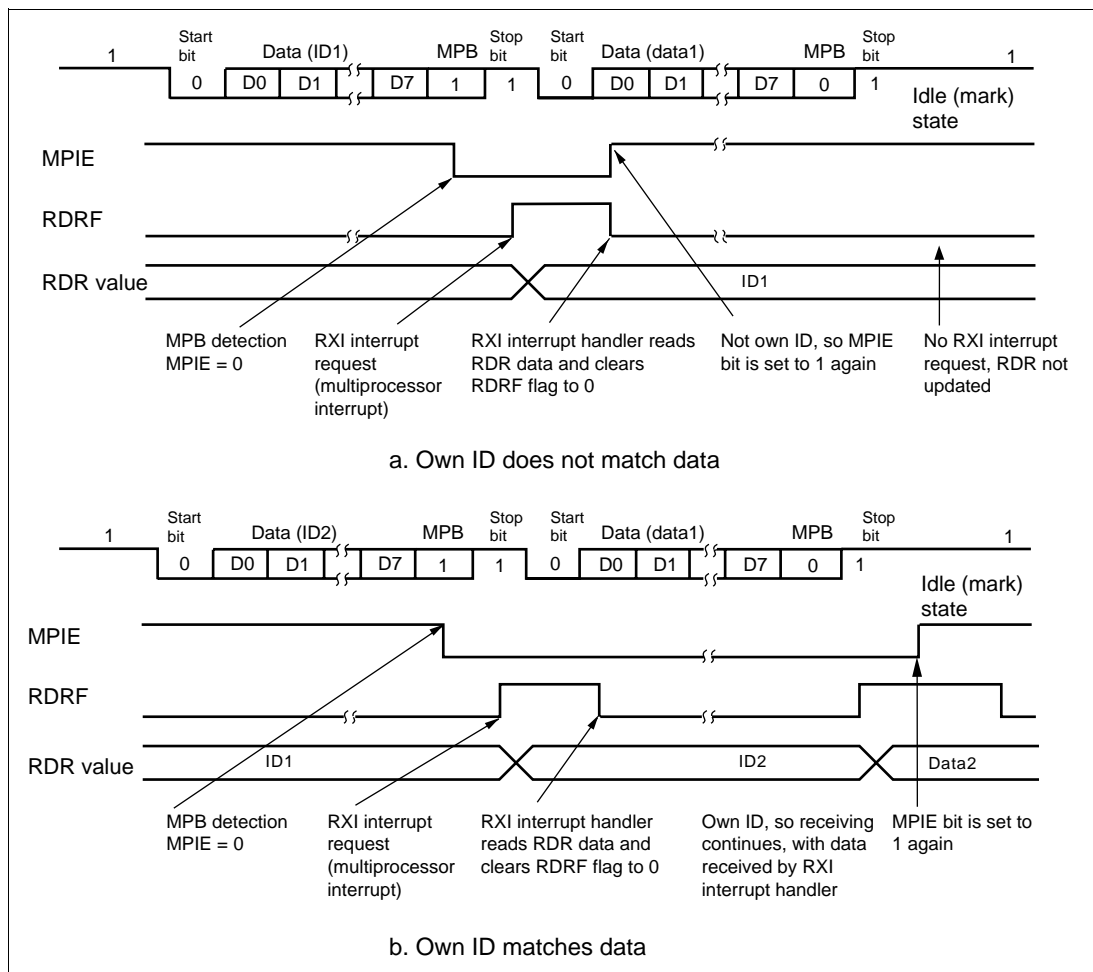 1
Start
bit
Data (ID1)
MPB
Stop
bit
Start
bit
Data (data1)
MPB
Stop
bit
1
0
D0
D1
D7
1
1
0
D0
D1
D7
0
1
Idle (mark)
state
MPIE
RDRF
RDR value
ID1
MPB detection
MPIE = 0
RXI interrupt
request
(multiprocessor
interrupt)
RXI interrupt handler reads
RDR data and clears
RDRF flag to 0
Not own ID, so MPIE
bit is set to 1 again
No RXI interrupt
request, RDR not
updated
a. Own ID does not match data
1
Start
bit
Data (ID2)
MPB
Stop
bit
Start
bit
Data (data1)
MPB
Stop
bit
1
0
D0
D1
D7
1
1
0
D0
D1
D7
0
1
Idle (mark)
state
MPIE
RDRF
RDR value
ID1
ID2
Data2
MPB detection
MPIE = 0
RXI interrupt
request
(multiprocessor
interrupt)
RXI interrupt handler
reads RDR data and
clears RDRF flag to 0
Own ID, so receiving
continues, with data
received by RXI
interrupt handler
MPIE bit is set to
1 again
b. Own ID matches data